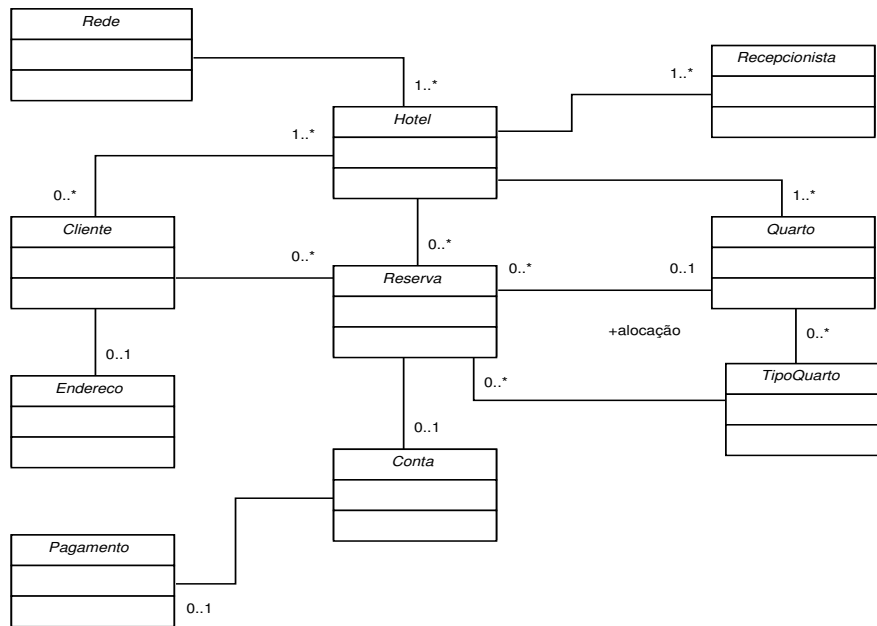 Rede
Recepcionista
1..*
1..*
Hotel
1..*
0..*
1..*
Cliente
0..*
Quarto
0..*
0..*
0..1
Reserva
+alocação
0..*
0..1
0..*
TipoQuarto
Endereco
0..1
Conta
Pagamento
0..1